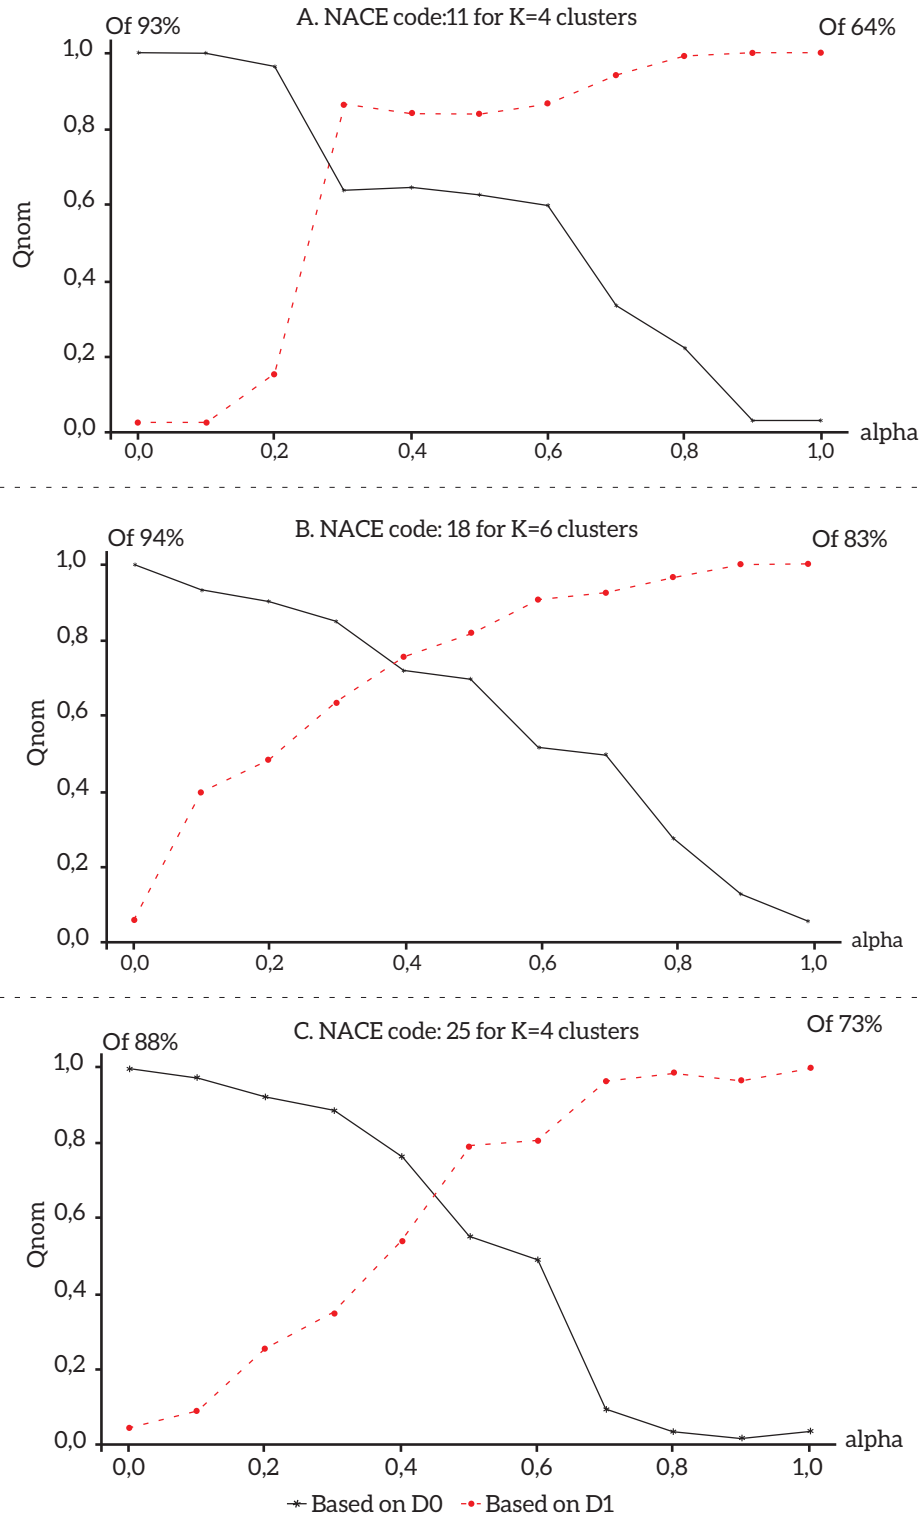 A. NACE code:11 for K=4 clusters
Of 93%
Of 64%
1,0
0,8
0,6
0,4
0,2
0,0
Qnom
0,0 0,2 0,4 0,6 0,8 1,0
alpha
B. NACE code: 18 for K=6 clusters
Of 94%
Of 83%
1,0
0,8
0,6
0,4
0,2
0,0
Qnom
0,0 0,2 0,4 0,6 0,8 1,0
alpha
C. NACE code: 25 for K=4 clusters
Of 88%
Of 73%
1,0
0,8
0,6
0,4
0,2
0,0
Qnom
0,0 0,2 0,4 0,6 0,8 1,0
alpha
Based on D0 Based on D1